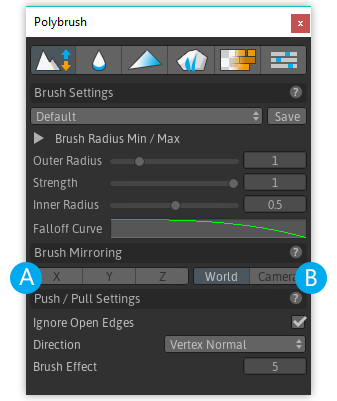 Polybrush x
Brush Settings ?
Default Save
Brush Radius Min / Max
Outer Radius 1
Strength 1
Inner Radius 0.5
Falloff Curve
Brush Mirroring ?
A X Y Z World Camera B
Push / Pull Settings ?
Ignore Open Edges
Direction Vertex Normal
Brush Effect 5